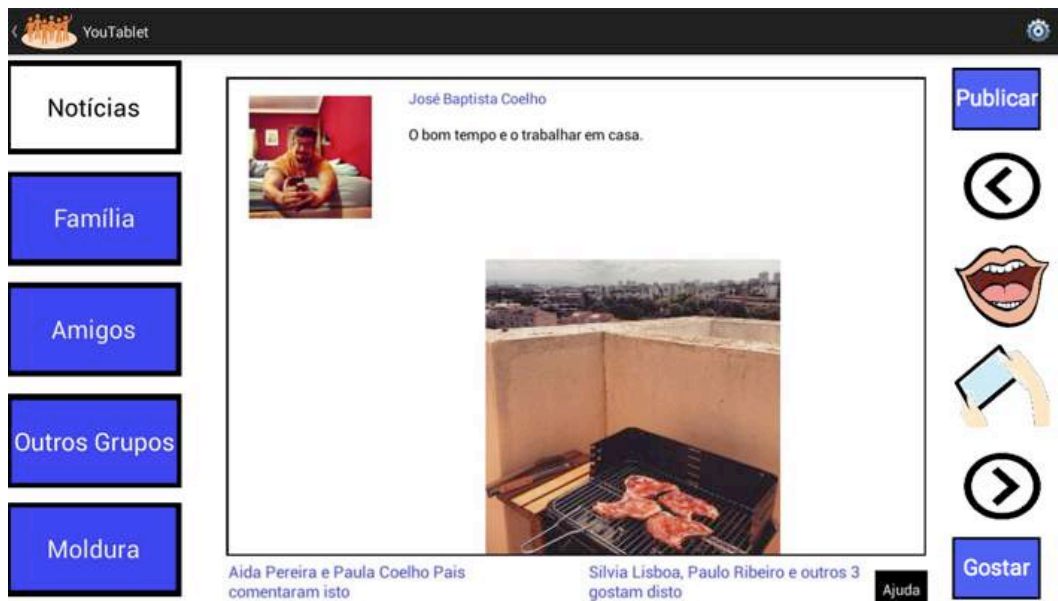 YouTablet
Notícias
Família
Amigos
Outros Grupos
Moldura
José Baptista Coelho
O bom tempo e o trabalhar em casa.
Aida Pereira e Paula Coelho Pais
comentaram isto
Silvia Lisboa, Paulo Ribeiro e outros 3
gostam disto
Ajuda
Publicar
Gostar